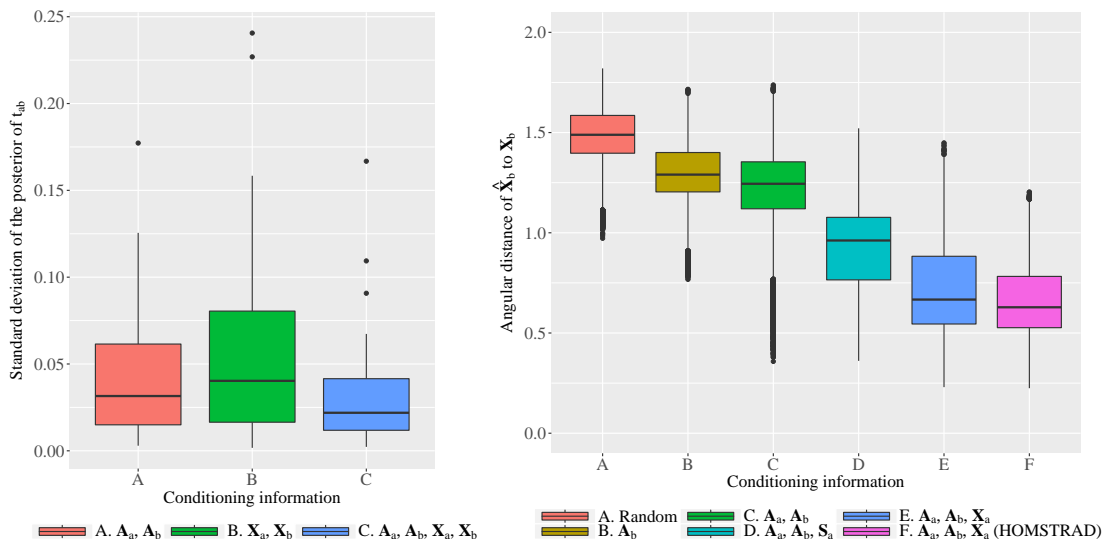 Standard deviation of the posterior of t_ab
0.25
0.20
0.15
0.10
0.05
0.00
A B C
Conditioning information
A. A_a, A_b B. X_a, X_b C. A_a, A_b, X_a, X_b
Angular distance of X̂_b to X_b
2.0
1.5
1.0
0.5
0.0
A B C D E F
Conditioning information
A. Random C. A_a, A_b E. A_a, A_b, X_a
B. A_b D. A_a, A_b, S_a F. A_a, A_b, X_a (HOMSTRAD)